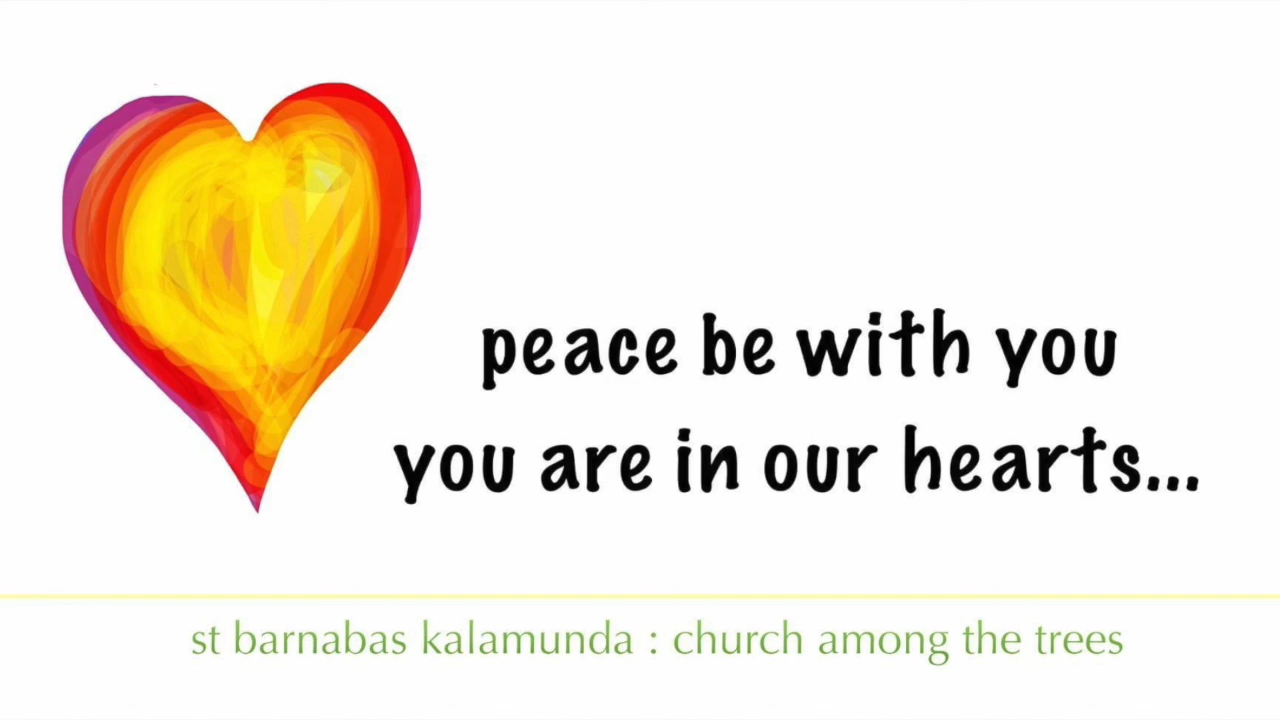 peace be with you
you are in our hearts...
st barnabas kalamunda : church among the trees